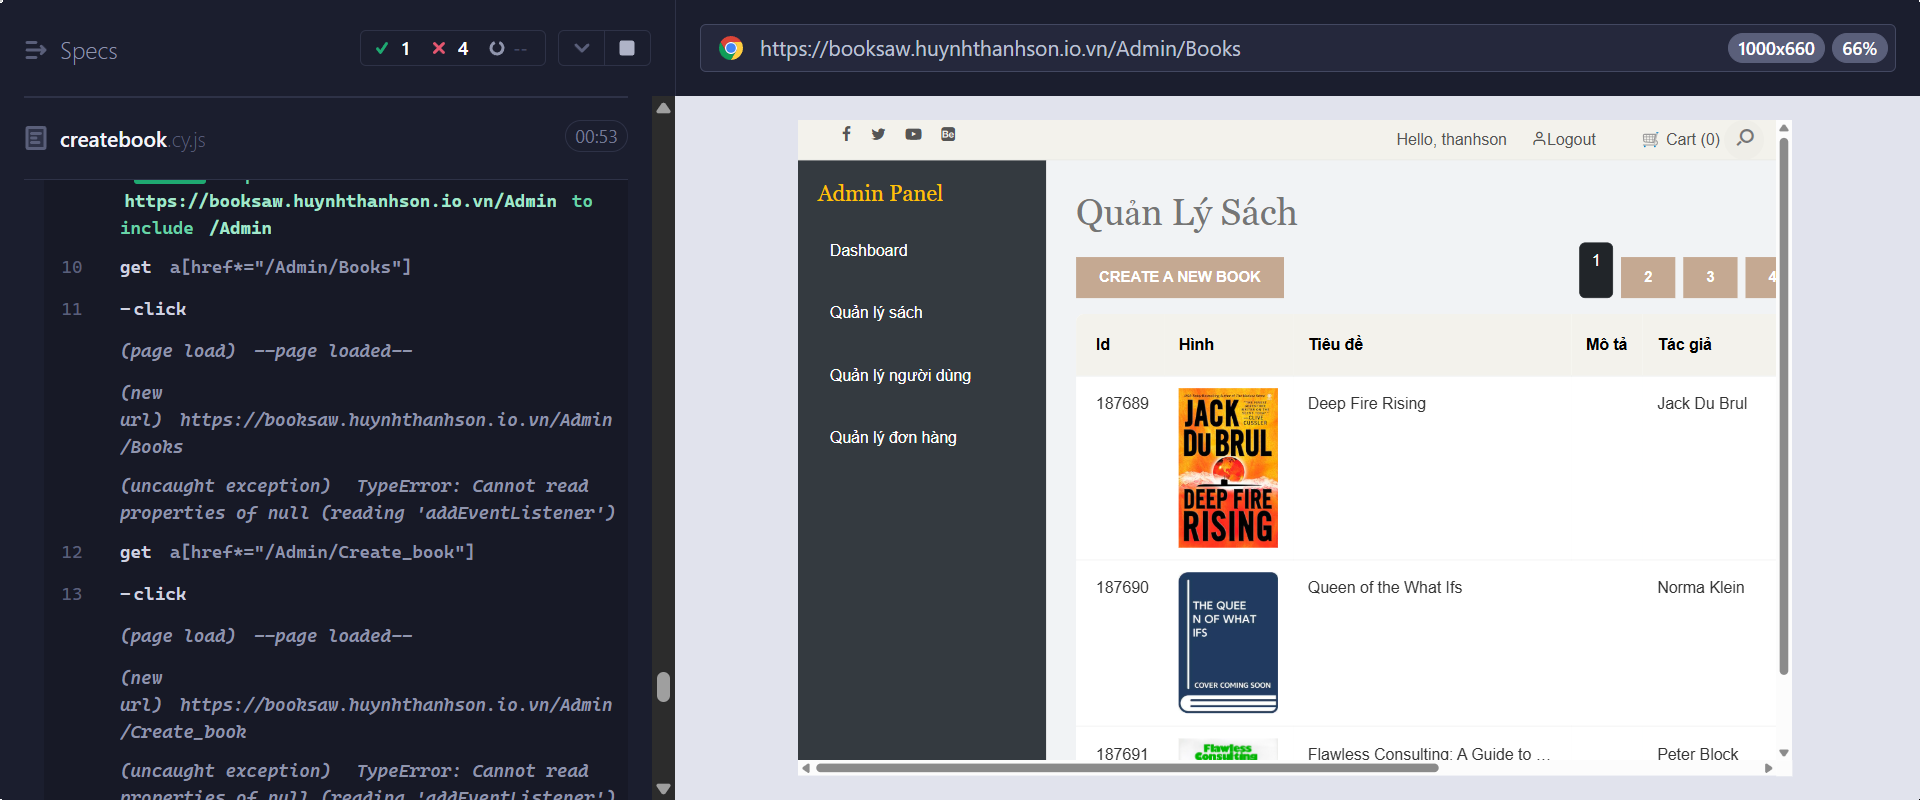 Specs
1
4
--
createbook.cy.js
00:53
https://booksaw.huynhthanhson.io.vn/Admin to
include /Admin
10 get a[href*="/Admin/Books"]
11 -click
(page load) --page loaded--
(new
url) https://booksaw.huynhthanhson.io.vn/Admin
/Books
(uncaught exception) TypeError: Cannot read
properties of null (reading 'addEventListener')
12 get a[href*="/Admin/Create_book"]
13 -click
(page load) --page loaded--
(new
url) https://booksaw.huynhthanhson.io.vn/Admin
/Create_book
(uncaught exception) TypeError: Cannot read
properties of null (reading 'addEventListener')
https://booksaw.huynhthanhson.io.vn/Admin/Books
1000x660
66%
Hello, thanhson
Logout
Cart (0)
Admin Panel
Dashboard
Quản lý sách
Quản lý người dùng
Quản lý đơn hàng
Quản Lý Sách
CREATE A NEW BOOK
1
2
3
4
Id Hình Tiêu đề Mô tả Tác giả
187689 Deep Fire Rising Jack Du Brul
JACK
DU BRUL
DEEP FIRE
RISING
187690 Queen of the What Ifs Norma Klein
THE QUEE
N OF WHAT
IFS
COVER COMING SOON
187691 Flawless Consulting: A Guide to ... Peter Block
Flawless
Consulting